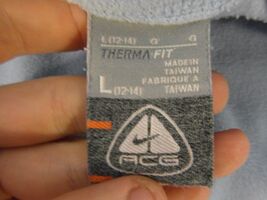 L (12-14) G G
THERMA FIT
MADE IN
TAIWAN
L (12-14)
FABRIQUE A
TAIWAN
ACG